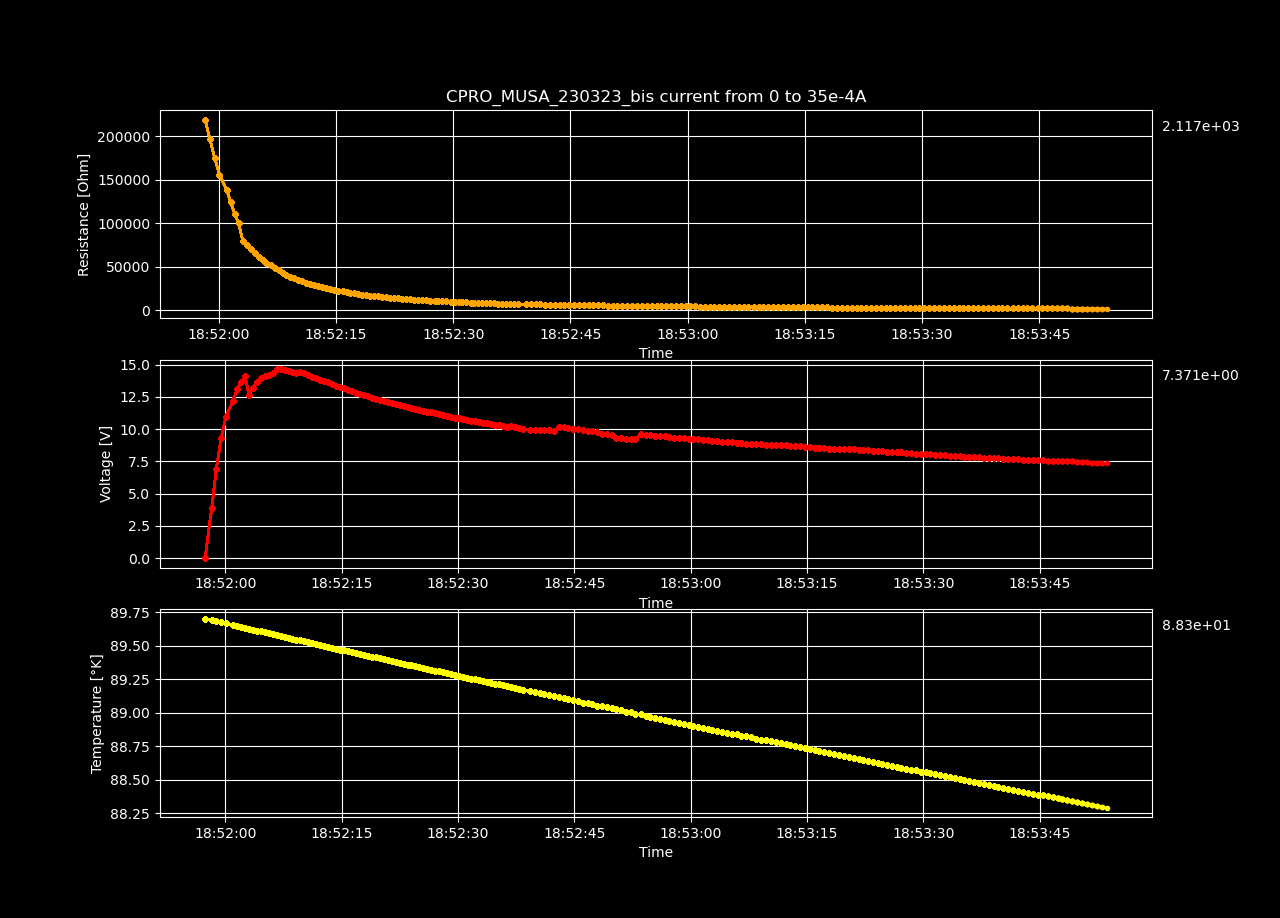 CPRO_MUSA_230323_bis current from 0 to 35e-4A
2.117e+03
Resistance [Ohm]
200000
150000
100000
50000
0
18:52:00 18:52:15 18:52:30 18:52:45 18:53:00 18:53:15 18:53:30 18:53:45
Time
7.371e+00
Voltage [V]
15.0
12.5
10.0
7.5
5.0
2.5
0.0
18:52:00 18:52:15 18:52:30 18:52:45 18:53:00 18:53:15 18:53:30 18:53:45
Time
8.83e+01
Temperature [°K]
89.75
89.50
89.25
89.00
88.75
88.50
88.25
18:52:00 18:52:15 18:52:30 18:52:45 18:53:00 18:53:15 18:53:30 18:53:45
Time